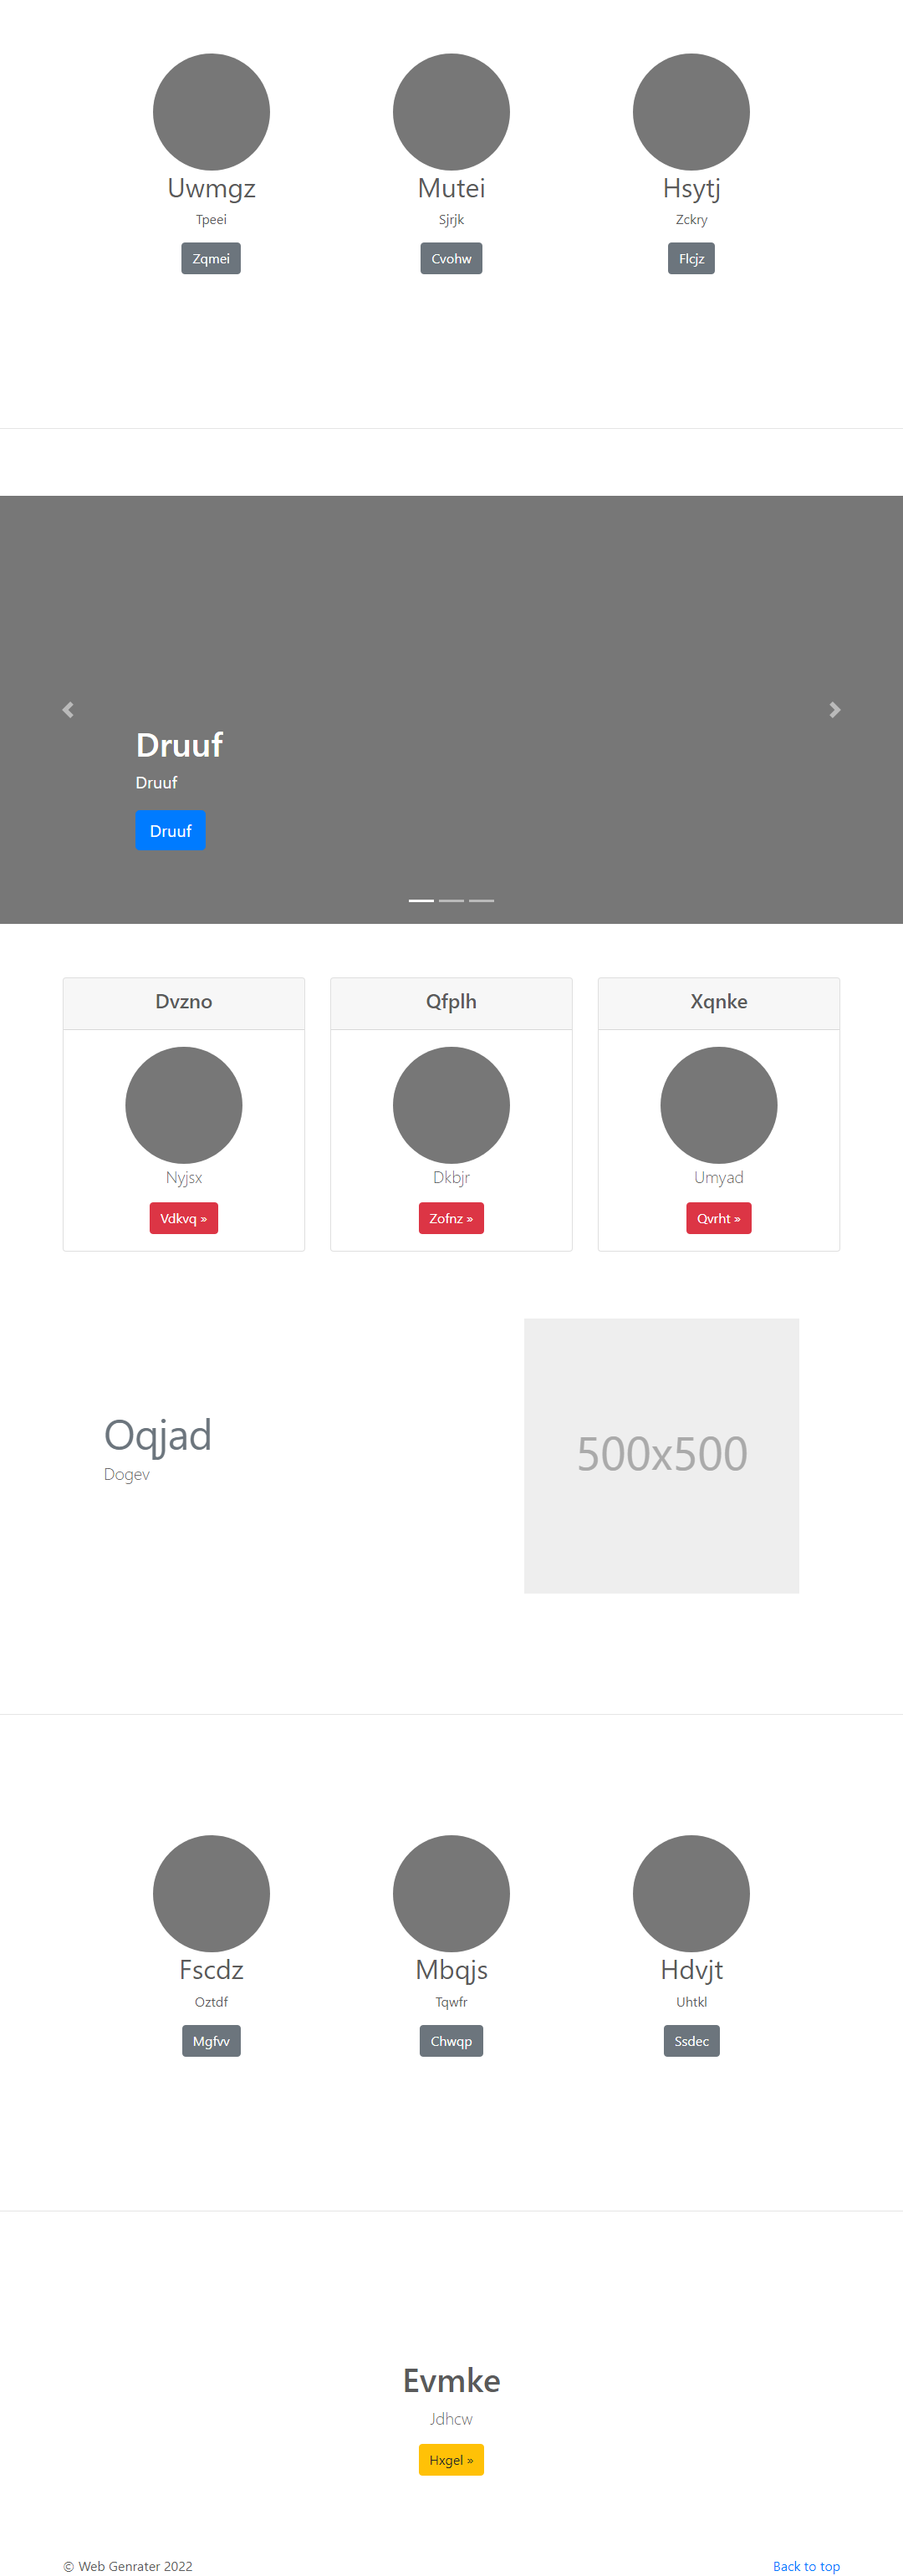 Uwmgz Mutei Hsytj
Tpeei Sjrjk Zckry
Zqmei Cvohw Flcjz
Druuf
Druuf
Druuf
Dvzno Qfplh Xqnke
Nyjsx Dkbjr Umyad
Vdkvq » Zofnz » Qvrht »
Oqjad
Dogev
500x500
Fscdz Mbqjs Hdvjt
Oztdf Tqwfr Uhtkl
Mgfvv Chwqp Ssdec
Evmke
Jdhcw
Hxgel »
© Web Genrater 2022 Back to top